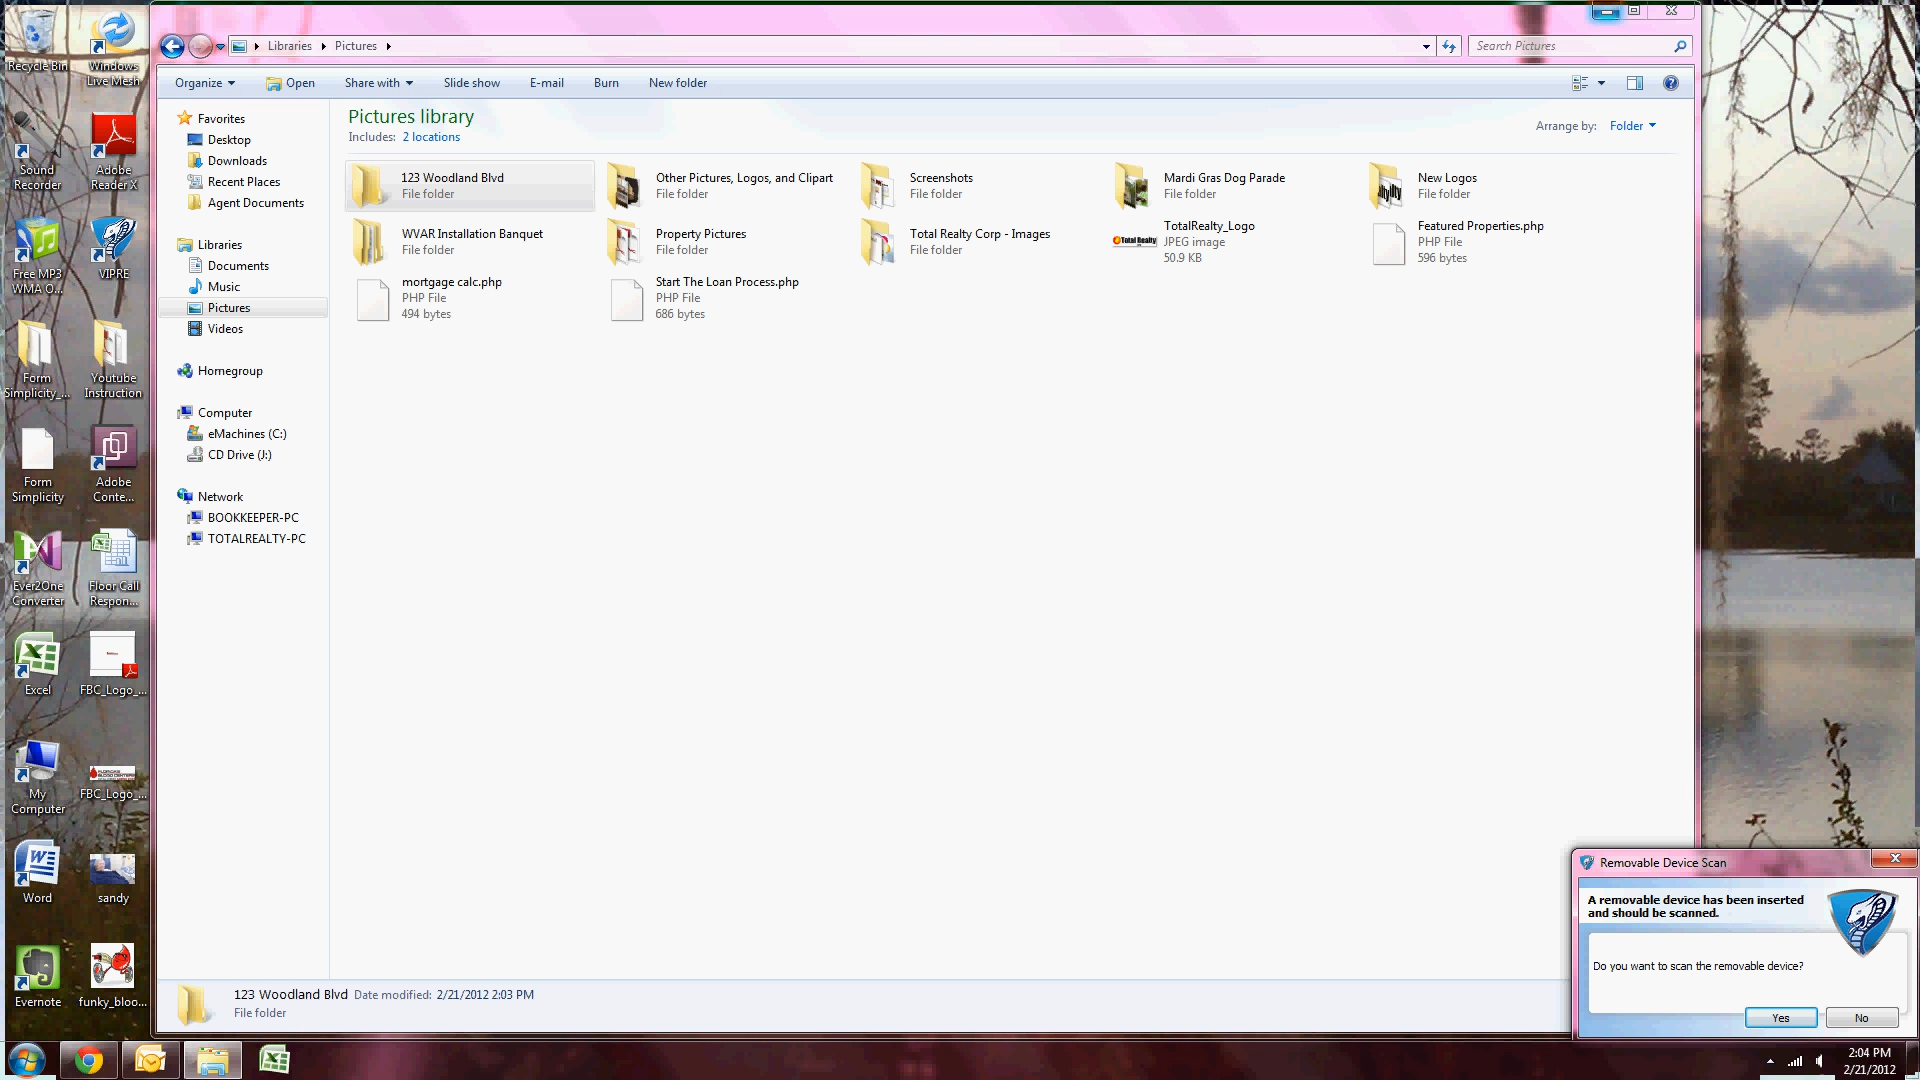 Recycle Bin
Windows
Live Mesh
Sound
Recorder
Adobe
Reader X
Free MP3
WMA O...
VIPRE
Form
Simplicity_...
Youtube
Instruction
Form
Simplicity
Adobe
Conte...
Ever2One
Converter
Floor Call
Respon...
Excel
FBC_Logo_...
My
Computer
FBC_Logo_...
Word
sandy
Evernote
funky_bloo...
Libraries
Pictures
Search Pictures
Organize
Open
Share with
Slide show
E-mail
Burn
New folder
Favorites
Desktop
Downloads
Recent Places
Agent Documents
Libraries
Documents
Music
Pictures
Videos
Homegroup
Computer
eMachines (C:)
CD Drive (J:)
Network
BOOKKEEPER-PC
TOTALREALTY-PC
Pictures library
Includes: 2 locations
Arrange by: Folder
123 Woodland Blvd
File folder
Other Pictures, Logos, and Clipart
File folder
Screenshots
File folder
Mardi Gras Dog Parade
File folder
New Logos
File folder
WVAR Installation Banquet
File folder
Property Pictures
File folder
Total Realty Corp - Images
File folder
Total Realty
TotalRealty_Logo
JPEG image
50.9 KB
Featured Properties.php
PHP File
596 bytes
mortgage calc.php
PHP File
494 bytes
Start The Loan Process.php
PHP File
686 bytes
123 Woodland Blvd Date modified: 2/21/2012 2:03 PM
File folder
Removable Device Scan
A removable device has been inserted
and should be scanned.
Do you want to scan the removable device?
Yes
No
2:04 PM
2/21/2012